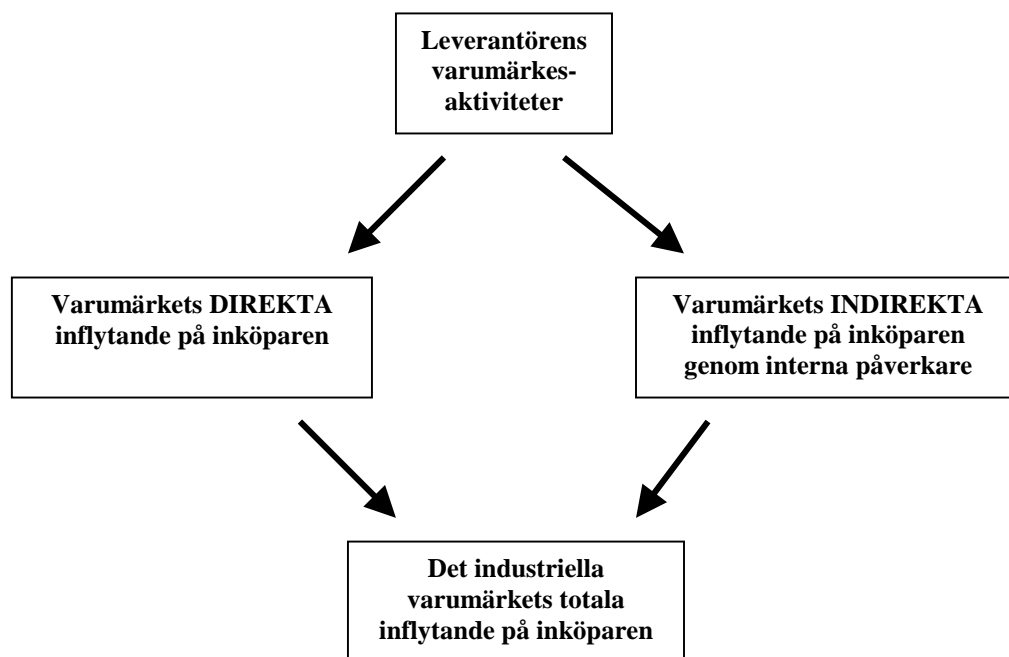 Leverantörens
varumärkes-
aktiviteter
Varumärkets DIREKTA
inflytande på inköparen
Varumärkets INDIREKTA
inflytande på inköparen
genom interna påverkare
Det industriella
varumärkets totala
inflytande på inköparen